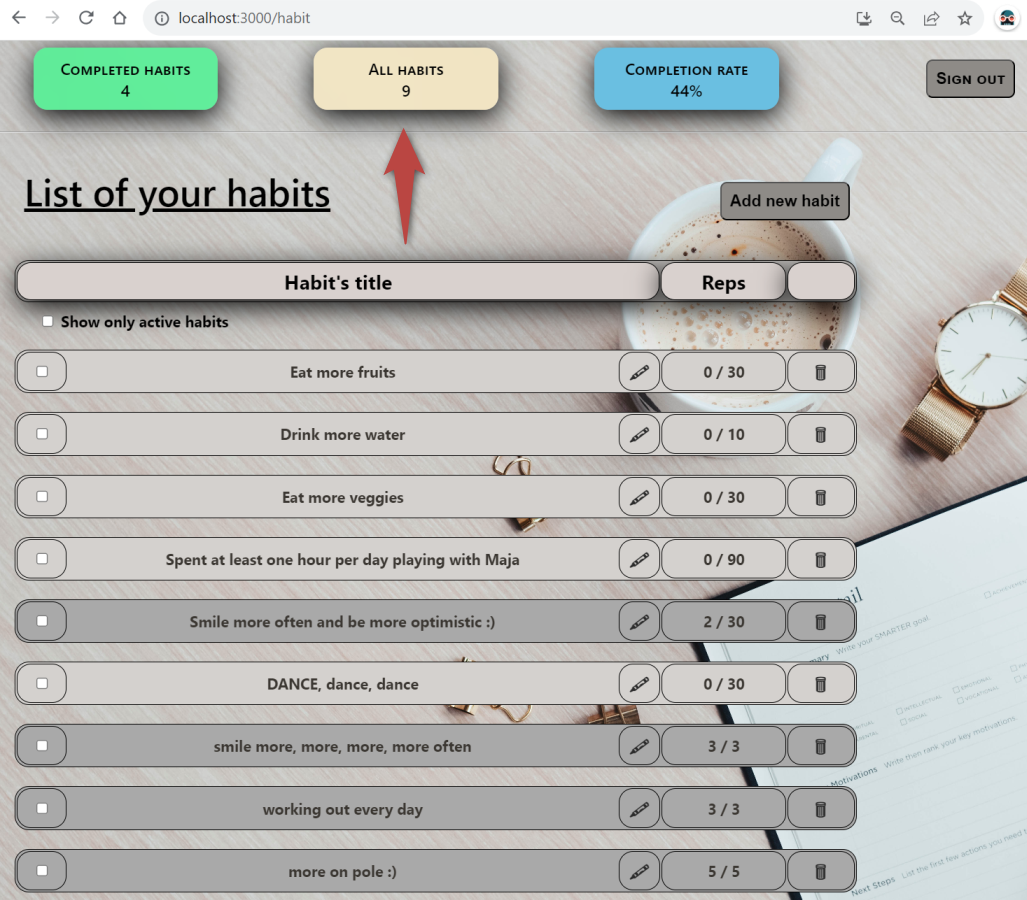 localhost:3000/habit
Completed habits
4
All habits
9
Completion rate
44%
Sign out
List of your habits
Add new habit
Habit's title Reps
Show only active habits
Eat more fruits 0 / 30
Drink more water 0 / 10
Eat more veggies 0 / 30
Spent at least one hour per day playing with Maja 0 / 90
Smile more often and be more optimistic :) 2 / 30
DANCE, dance, dance 0 / 30
smile more, more, more, more often 3 / 3
working out every day 3 / 3
more on pole :) 5 / 5
Write your SMARTER goal
Motivations Write then rank your key motivations.
Next Steps List the first few actions you need